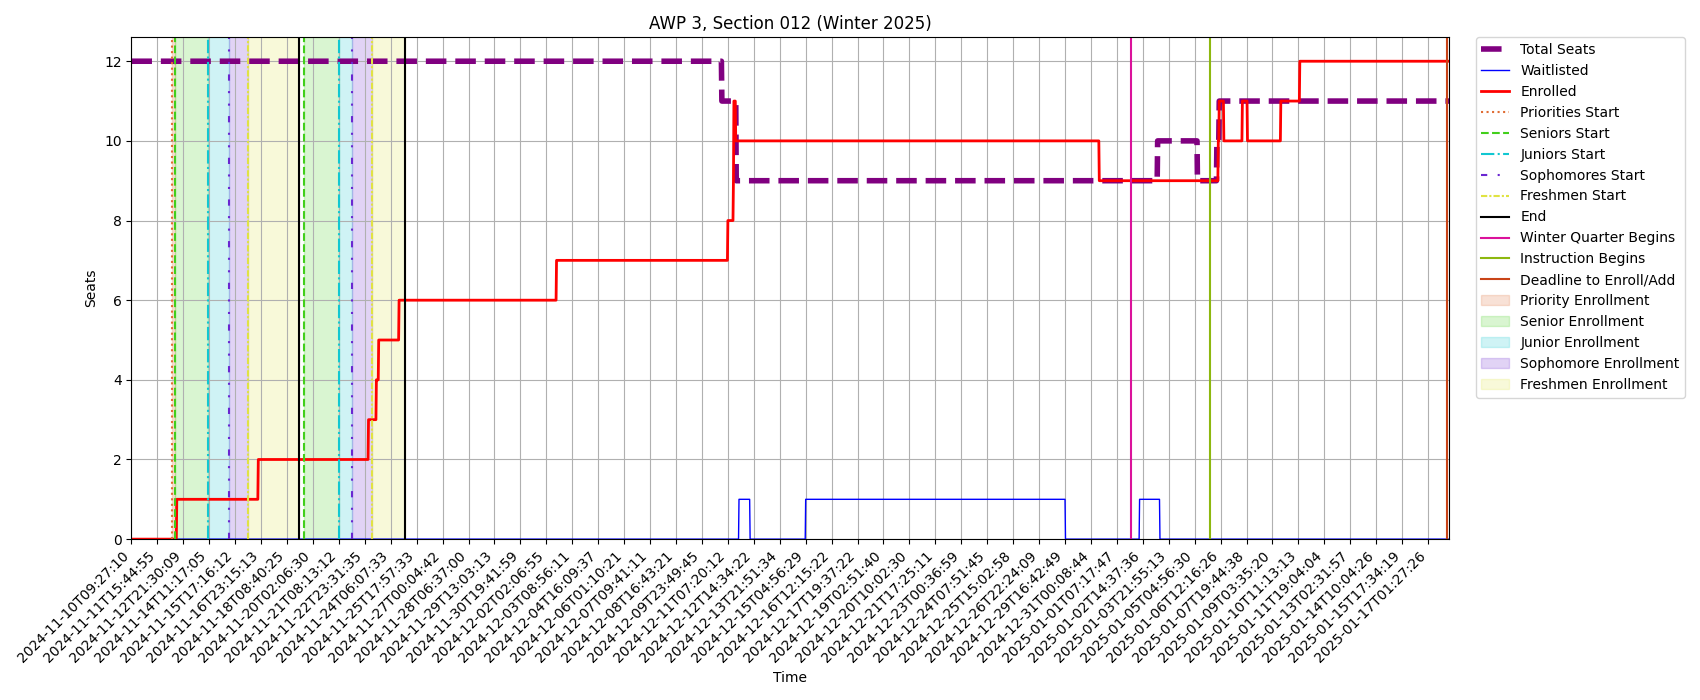 AWP 3, Section 012 (Winter 2025)
Seats
12
10
8
6
4
2
0
2024-11-10T09:27:10
2024-11-11T15:44:55
2024-11-12T21:30:09
2024-11-14T11:17:05
2024-11-15T17:16:12
2024-11-16T23:15:13
2024-11-18T08:40:25
2024-11-20T02:06:30
2024-11-21T08:13:12
2024-11-22T23:31:35
2024-11-24T06:07:33
2024-11-25T17:57:33
2024-11-27T00:04:42
2024-11-28T06:37:00
2024-11-29T13:03:13
2024-11-30T19:41:59
2024-12-02T02:06:55
2024-12-03T08:56:11
2024-12-04T16:09:37
2024-12-06T01:10:21
2024-12-07T09:41:11
2024-12-08T16:43:21
2024-12-09T23:49:45
2024-12-11T07:20:12
2024-12-12T14:34:22
2024-12-13T21:51:34
2024-12-15T04:56:29
2024-12-16T12:15:22
2024-12-17T19:37:22
2024-12-19T02:51:40
2024-12-20T10:02:30
2024-12-21T17:25:11
2024-12-23T00:36:59
2024-12-24T07:51:45
2024-12-25T15:02:58
2024-12-26T22:24:09
2024-12-29T16:42:49
2024-12-31T00:08:44
2025-01-01T07:17:47
2025-01-02T14:37:36
2025-01-03T21:55:13
2025-01-05T04:56:30
2025-01-06T12:16:26
2025-01-07T19:44:38
2025-01-09T03:35:20
2025-01-10T11:13:13
2025-01-11T19:04:04
2025-01-13T02:31:57
2025-01-14T10:04:26
2025-01-15T17:34:19
2025-01-17T01:27:26
Time
Total Seats
Waitlisted
Enrolled
Priorities Start
Seniors Start
Juniors Start
Sophomores Start
Freshmen Start
End
Winter Quarter Begins
Instruction Begins
Deadline to Enroll/Add
Priority Enrollment
Senior Enrollment
Junior Enrollment
Sophomore Enrollment
Freshmen Enrollment